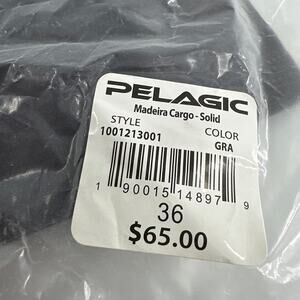 PELAGIC
Madeira Cargo - Solid
STYLE COLOR
1001213001 GRA
1 90015 14897 9
36
$65.00